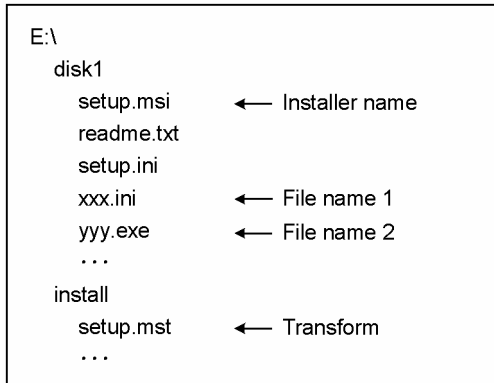 E:\
disk1
setup.msi ← Installer name
readme.txt
setup.ini
xxx.ini ← File name 1
yyy.exe ← File name 2
...
install
setup.mst ← Transform
...